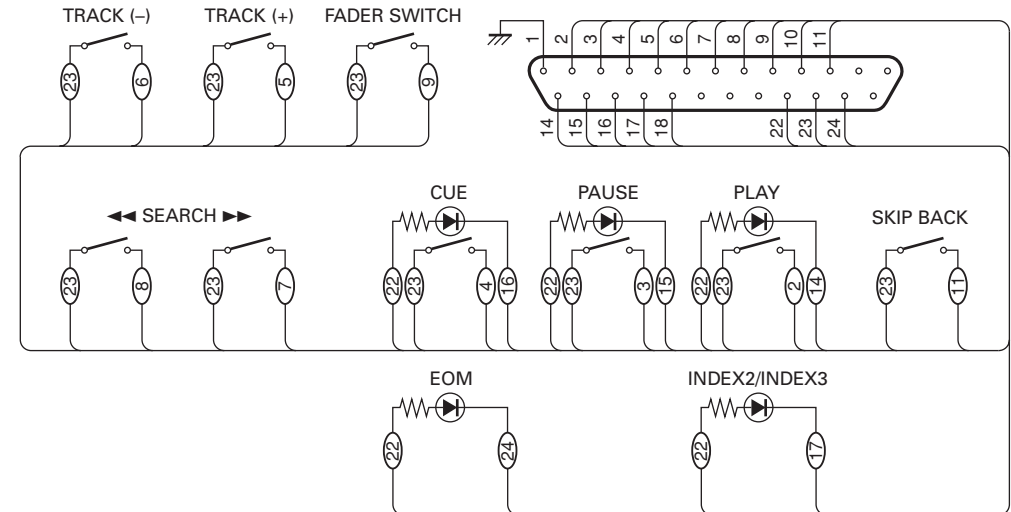 TRACK (–) TRACK (+) FADER SWITCH
1 2 3 4 5 6 7 8 9 10 11
23 6 23 5 23 9
14 15 16 17 18 22 23 24
CUE PAUSE PLAY
◄◄ SEARCH ►► SKIP BACK
23 8 23 7 22 23 4 16 22 23 3 15 22 23 2 14 23 11
EOM INDEX2/INDEX3
22 24 22 17